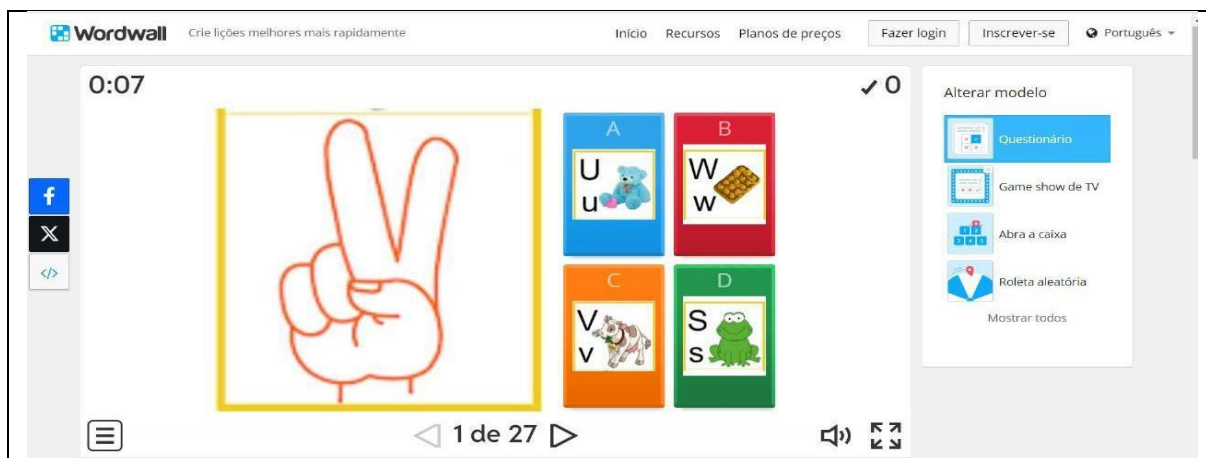 Wordwall Crie lições melhores mais rapidamente Início Recursos Planos de preços Fazer login Inscrever-se Português
0:07
0
A
U
u
B
W
w
C
V
v
D
S
s
1 de 27
Alterar modelo
Questionário
Game show de TV
Abra a caixa
Roleta aleatória
Mostrar todos
f
X
</>